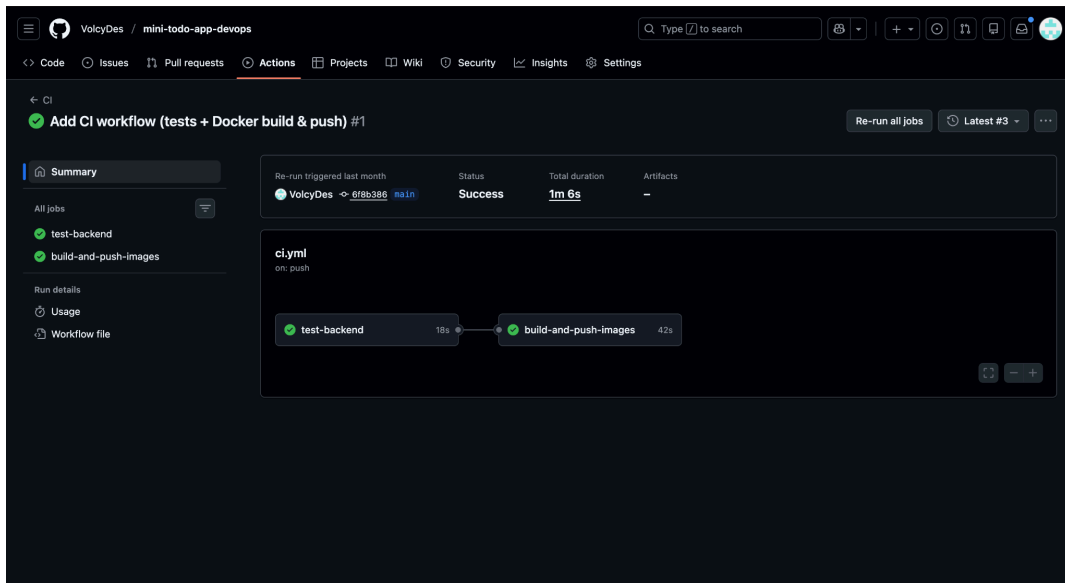 VolcyDes / mini-todo-app-devops
Type / to search
Code Issues Pull requests Actions Projects Wiki Security Insights Settings
← CI
Add CI workflow (tests + Docker build & push) #1
Re-run all jobs
Latest #3
Summary
All jobs
test-backend
build-and-push-images
Run details
Usage
Workflow file
Re-run triggered last month Status Total duration Artifacts
VolcyDes 6f8b386 main Success 1m 6s –
ci.yml
on: push
test-backend 18s build-and-push-images 42s